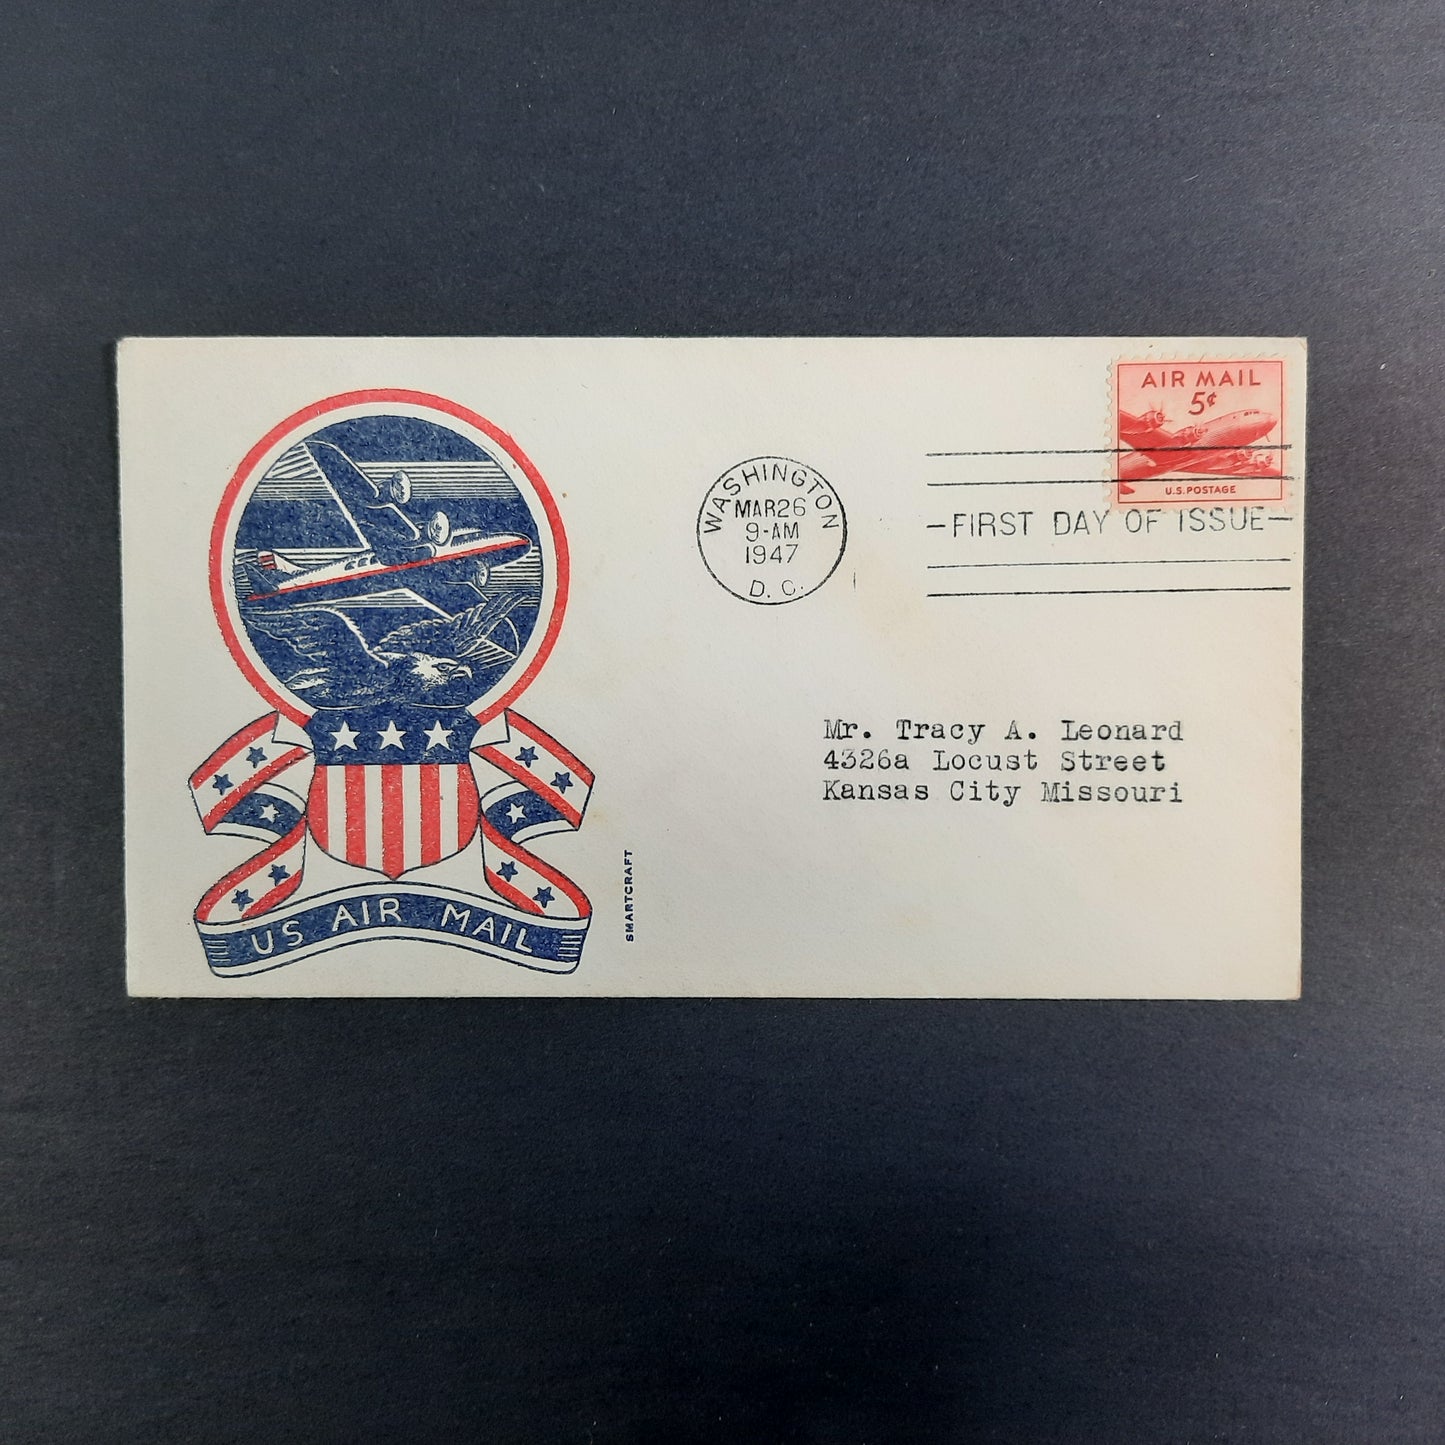 AIR MAIL
5¢
U.S. POSTAGE
WASHINGTON
MAR 26
9-AM
1947
D. C.
—FIRST DAY OF ISSUE—
Mr. Tracy A. Leonard
4326a Locust Street
Kansas City Missouri
US AIR MAIL
SMARTCRAFT